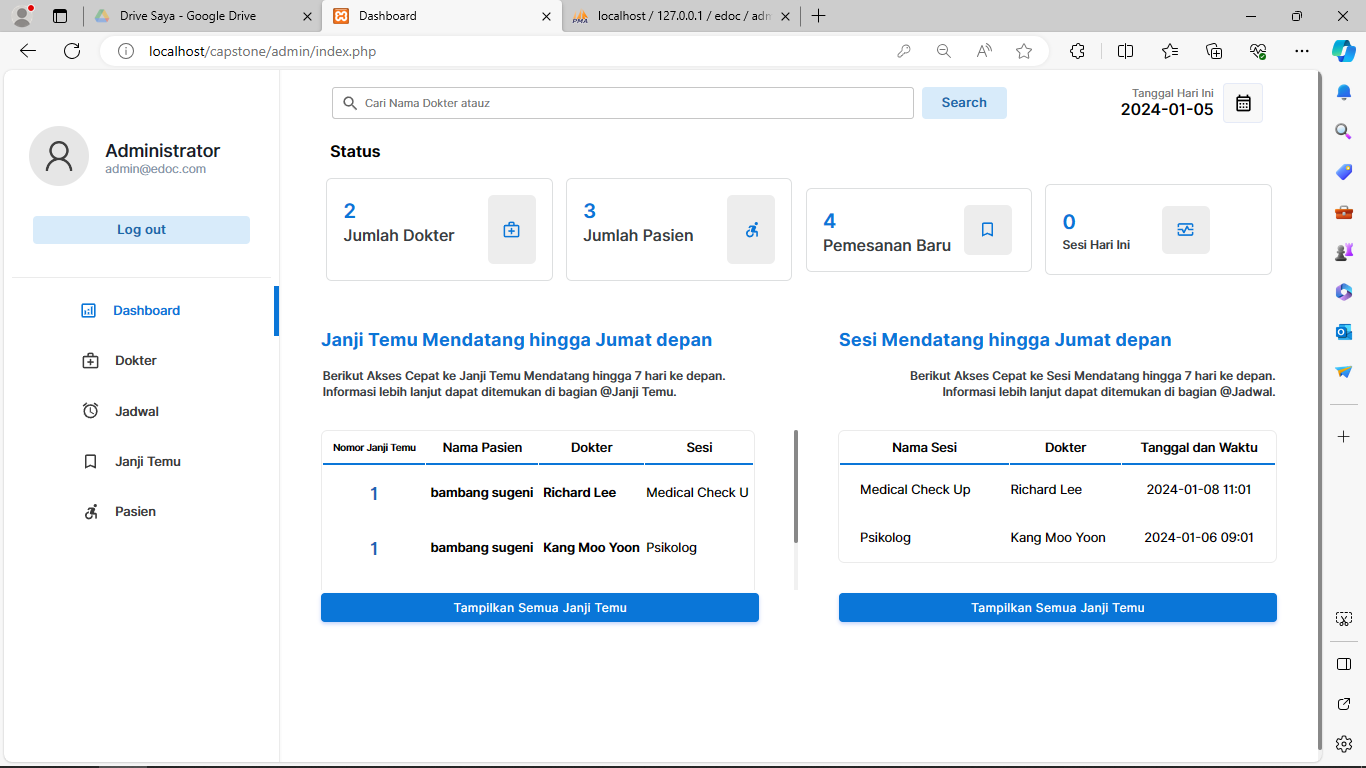 Drive Saya - Google Drive
Dashboard
localhost / 127.0.0.1 / edoc / adm
localhost/capstone/admin/index.php
Administrator
admin@edoc.com
Log out
Dashboard
Dokter
Jadwal
Janji Temu
Pasien
Cari Nama Dokter atauz
Search
Tanggal Hari Ini
2024-01-05
Status
2
Jumlah Dokter
3
Jumlah Pasien
4
Pemesanan Baru
0
Sesi Hari Ini
Janji Temu Mendatang hingga Jumat depan
Berikut Akses Cepat ke Janji Temu Mendatang hingga 7 hari ke depan.
Informasi lebih lanjut dapat ditemukan di bagian @Janji Temu.
Nomor Janji Temu Nama Pasien Dokter Sesi
1 bambang sugeni Richard Lee Medical Check U
1 bambang sugeni Kang Moo Yoon Psikolog
Tampilkan Semua Janji Temu
Sesi Mendatang hingga Jumat depan
Berikut Akses Cepat ke Sesi Mendatang hingga 7 hari ke depan.
Informasi lebih lanjut dapat ditemukan di bagian @Jadwal.
Nama Sesi Dokter Tanggal dan Waktu
Medical Check Up Richard Lee 2024-01-08 11:01
Psikolog Kang Moo Yoon 2024-01-06 09:01
Tampilkan Semua Janji Temu